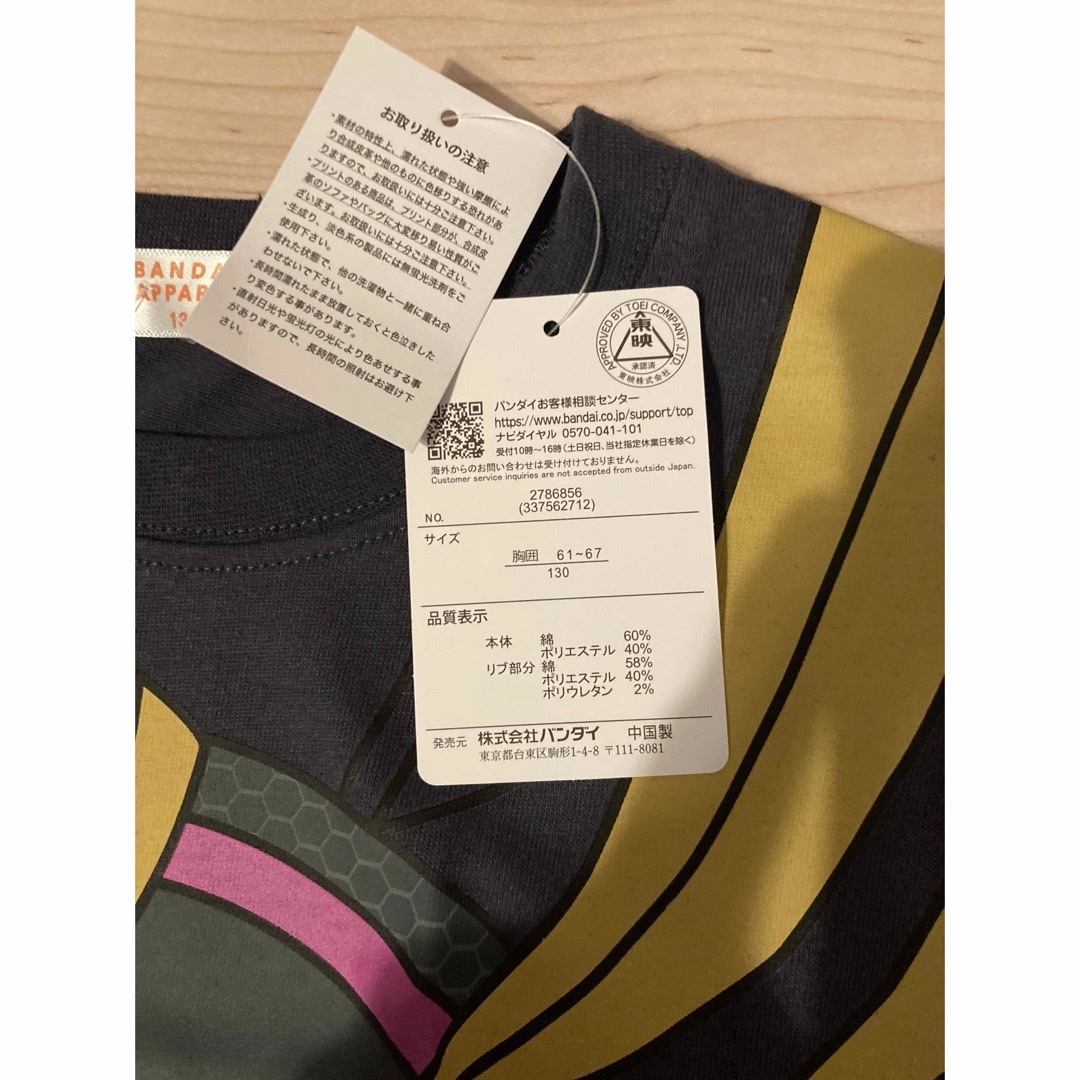 お取り扱いの注意
・素材の特性上、濡れた状態や強い摩擦によ
り合成皮革や他のものに色移りする恐れがあ
りますので、お取扱いには十分ご注意下さい。
・プリントのある商品は、プリント部分が、合成皮
革のソファやバッグに大変移り易い性質がご
ざいます。お取扱いには十分ご注意下さい。
・生成り、淡色系の製品には無蛍光洗剤をご
使用下さい。
・濡れた状態で、他の洗濯物と一緒に重ね合
わせないで下さい。
・長時間濡れたまま放置しておくと色泣きした
り変色する事があります。
・直射日光や蛍光灯の光により色あせする事
がありますので、長時間の照射はお避け下
さい。
BANDA
APPAR
13
APPROVED BY TOEI COMPANY ,LTD.
東映
承認済
東映株式会社
バンダイお客様相談センター
https://www.bandai.co.jp/support/top
ナビダイヤル 0570-041-101
受付10時〜16時（土日祝日、当社指定休業日を除く）
海外からのお問い合わせは受け付けておりません。
Customer service inquiries are not accepted from outside Japan.
2786856
NO. (337562712)
サイズ
胸囲 61~67
130
品質表示
本体 綿 60%
ポリエステル 40%
リブ部分 綿 58%
ポリエステル 40%
ポリウレタン 2%
発売元 株式会社バンダイ 中国製
東京都台東区駒形1-4-8 〒111-8081